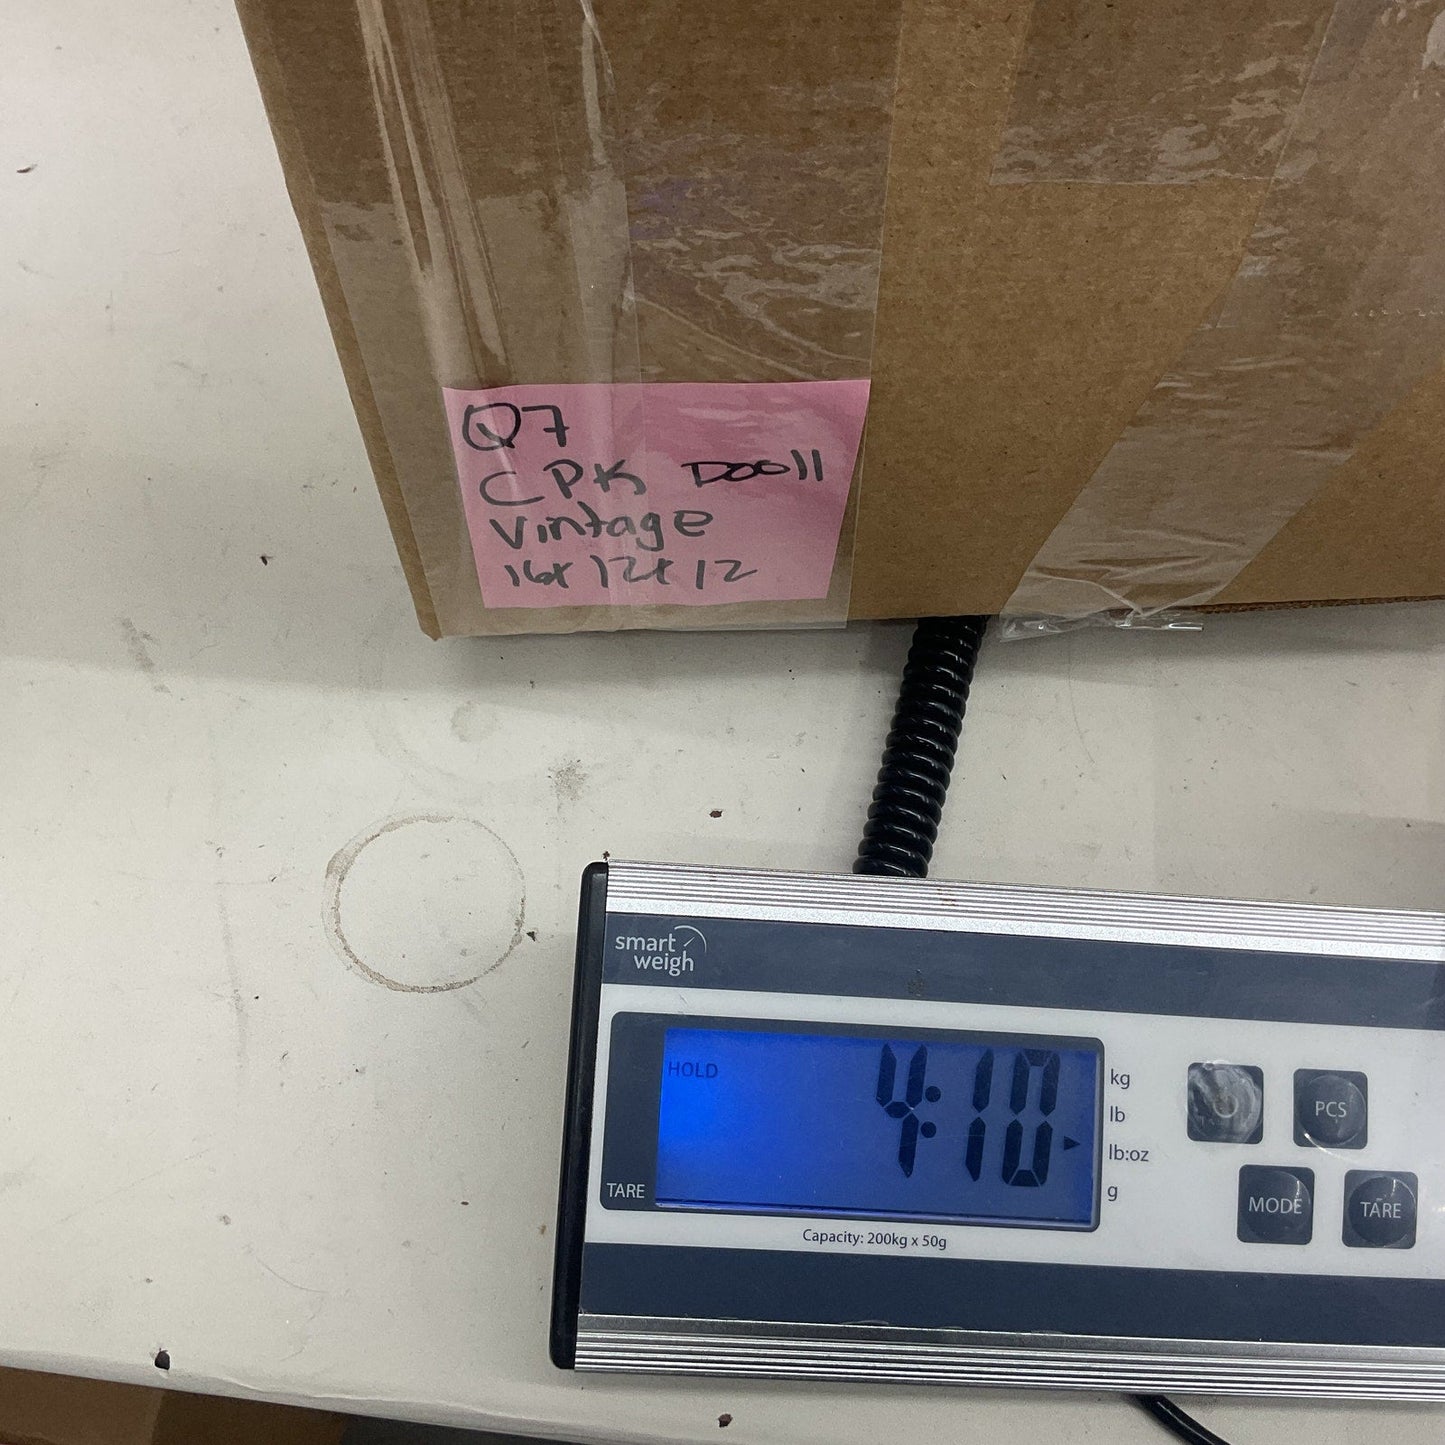 Q7
CPK Dooll
Vintage
16x12x12
smart
weigh
HOLD
4:10
kg
lb
lb:oz
g
TARE
PCS
MODE
TARE
Capacity: 200kg x 50g